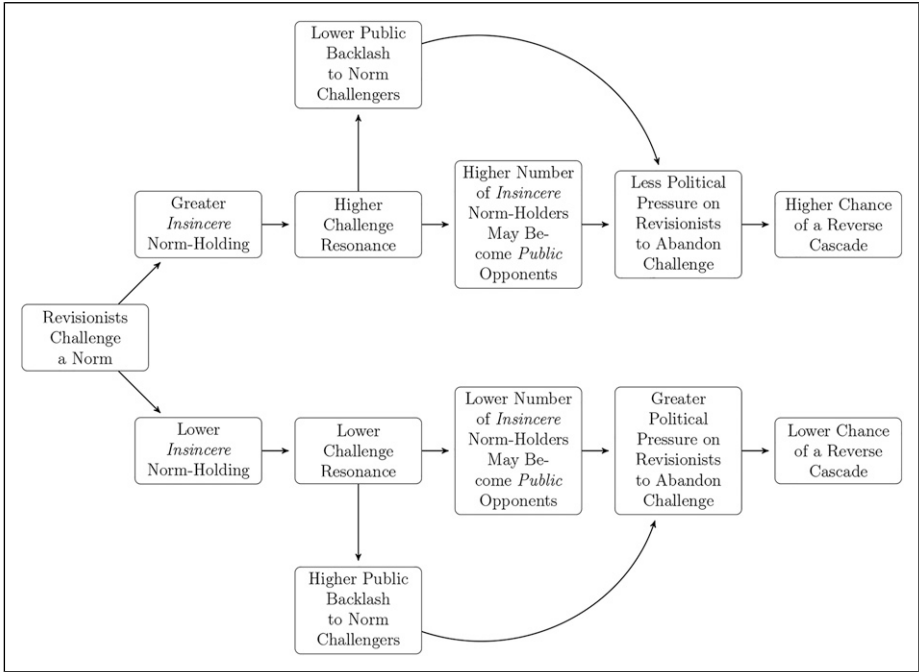 Lower Public
Backlash
to Norm
Challengers
Greater
Insincere
Norm-Holding
Higher
Challenge
Resonance
Higher Number
of Insincere
Norm-Holders
May Be-
come Public
Opponents
Less Political
Pressure on
Revisionists
to Abandon
Challenge
Higher Chance
of a Reverse
Cascade
Revisionists
Challenge
a Norm
Lower
Insincere
Norm-Holding
Lower
Challenge
Resonance
Lower Number
of Insincere
Norm-Holders
May Be-
come Public
Opponents
Greater
Political
Pressure on
Revisionists
to Abandon
Challenge
Lower Chance
of a Reverse
Cascade
Higher Public
Backlash
to Norm
Challengers